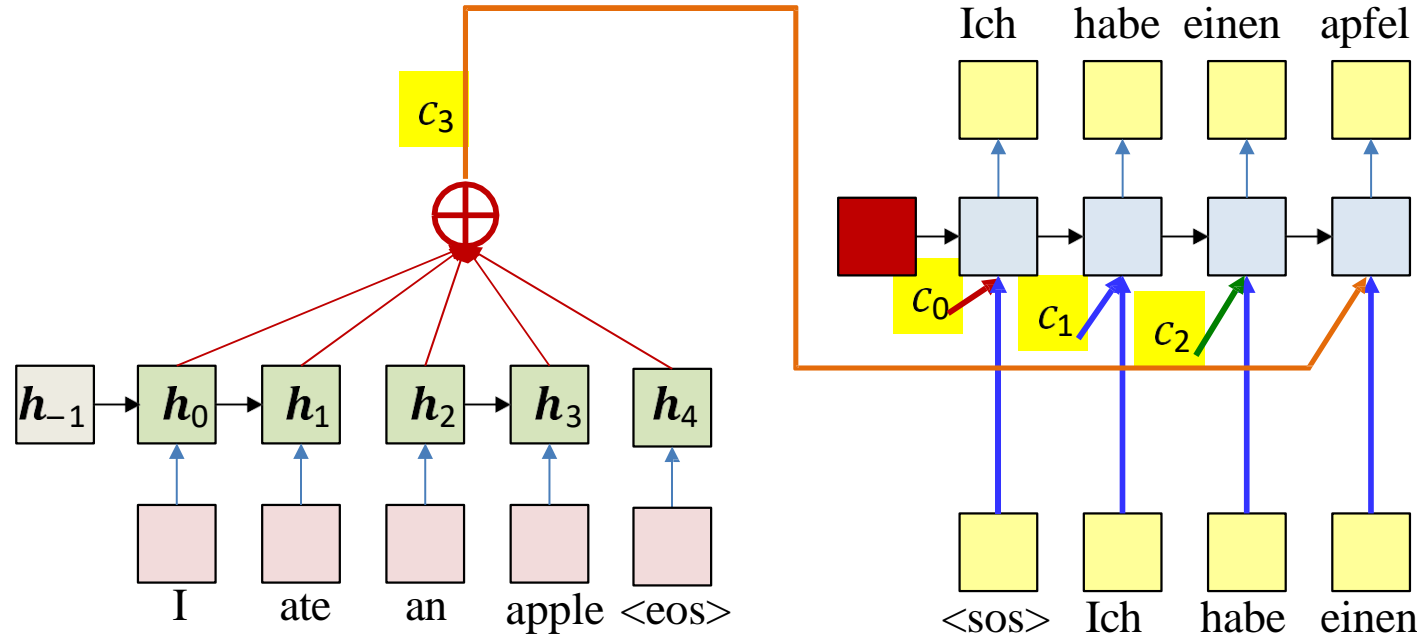 Ich habe einen apfel
c₃
c₀ c₁ c₂
h₋₁ h₀ h₁ h₂ h₃ h₄
I ate an apple <eos>
<sos> Ich habe einen